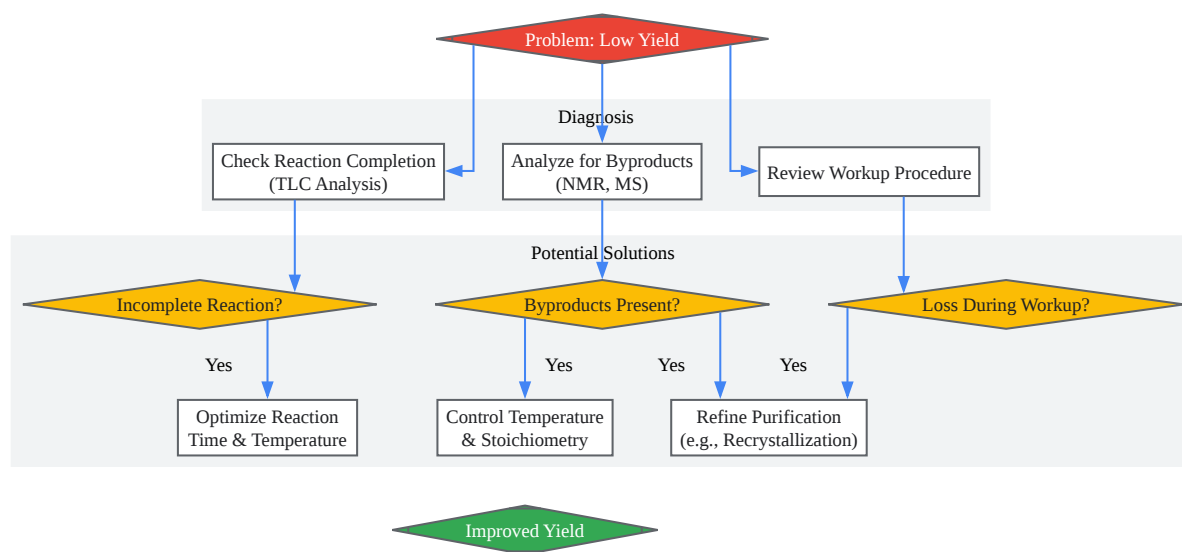 Problem: Low Yield
Diagnosis
Check Reaction Completion
(TLC Analysis)
Analyze for Byproducts
(NMR, MS)
Review Workup Procedure
Potential Solutions
Incomplete Reaction?
Byproducts Present?
Loss During Workup?
Yes
Yes
Yes
Yes
Optimize Reaction
Time & Temperature
Control Temperature
& Stoichiometry
Refine Purification
(e.g., Recrystallization)
Improved Yield